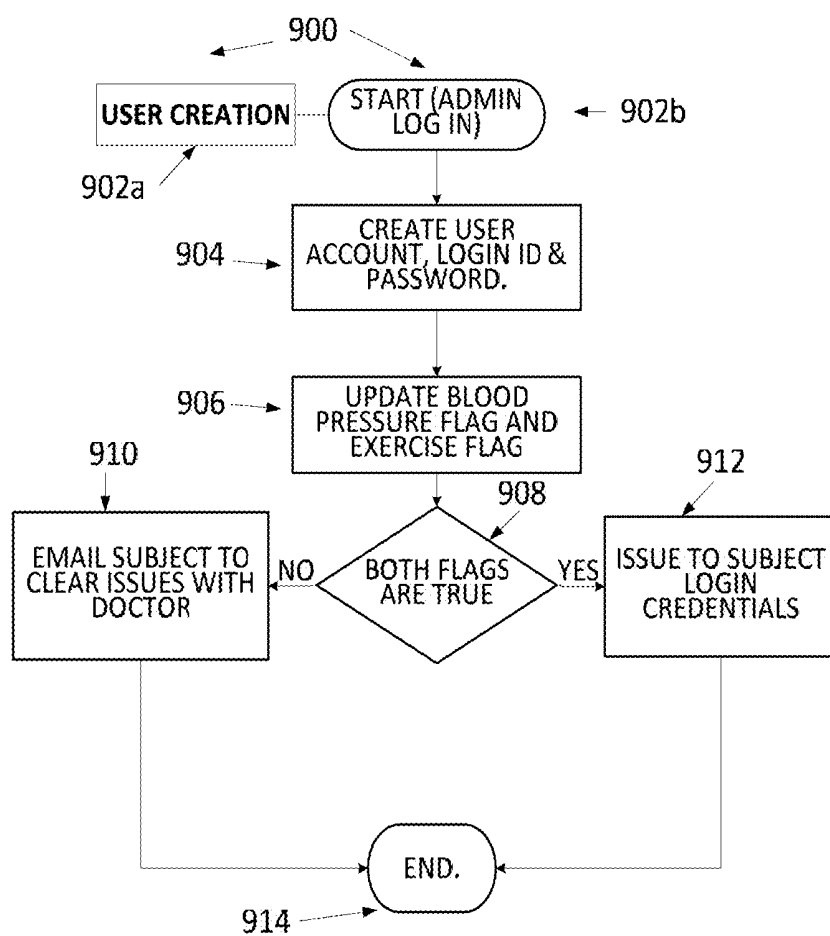 900
USER CREATION
START (ADMIN
LOG IN)
902b
902a
CREATE USER
ACCOUNT, LOGIN ID &
PASSWORD.
904
UPDATE BLOOD
PRESSURE FLAG AND
EXERCISE FLAG
906
910
908
912
EMAIL SUBJECT TO
CLEAR ISSUES WITH
DOCTOR
NO
BOTH FLAGS
ARE TRUE
YES
ISSUE TO SUBJECT
LOGIN
CREDENTIALS
END.
914